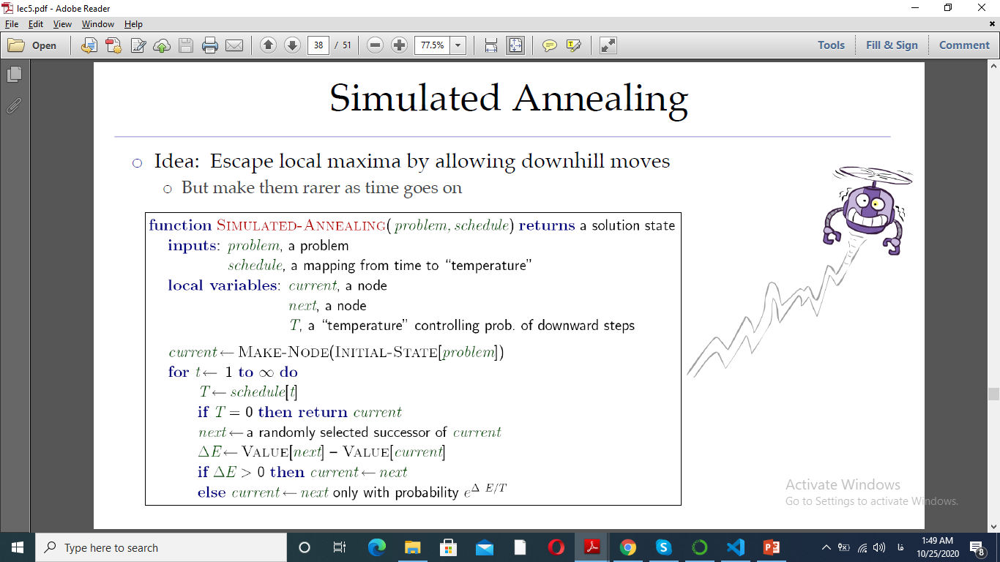 lec5.pdf - Adobe Reader
File Edit View Window Help
Open 38 / 51 77.5% Tools Fill & Sign Comment
Simulated Annealing
Idea: Escape local maxima by allowing downhill moves
But make them rarer as time goes on
function SIMULATED-ANNEALING( problem, schedule) returns a solution state
inputs: problem, a problem
schedule, a mapping from time to “temperature”
local variables: current, a node
next, a node
T, a “temperature” controlling prob. of downward steps
current ← MAKE-NODE(INITIAL-STATE[problem])
for t ← 1 to ∞ do
T ← schedule[t]
if T = 0 then return current
next ← a randomly selected successor of current
ΔE ← VALUE[next] – VALUE[current]
if ΔE > 0 then current ← next
else current ← next only with probability e^Δ E/T
Activate Windows
Go to Settings to activate Windows.
Type here to search
فا
1:49 AM
10/25/2020
8